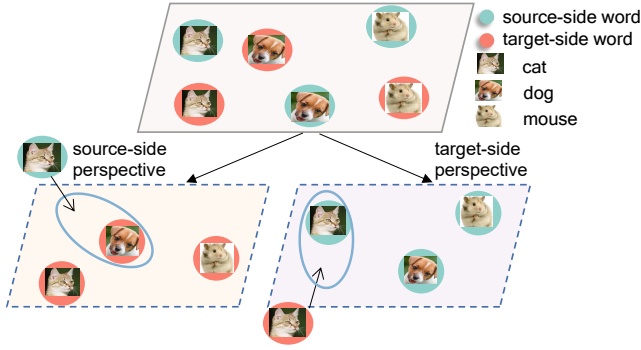 source-side word
target-side word
cat
dog
mouse
source-side
perspective
target-side
perspective